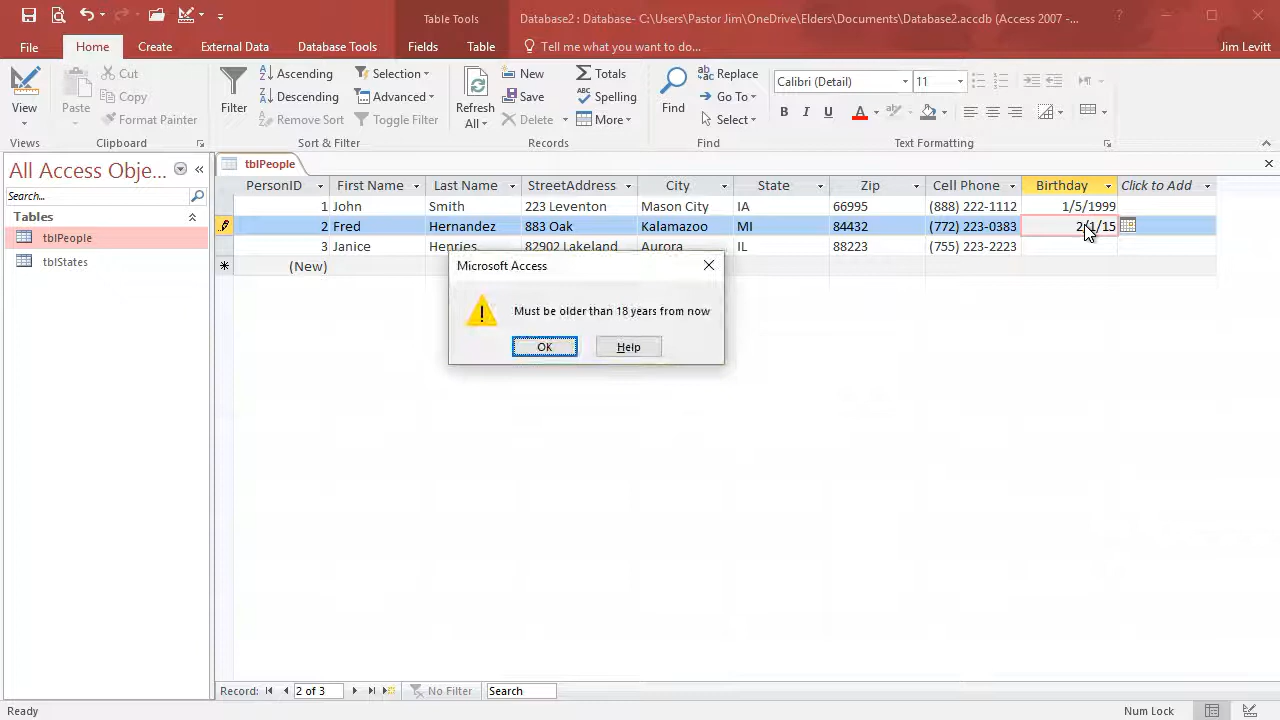 Table Tools
Database2 : Database- C:\Users\Pastor Jim\OneDrive\Elders\Documents\Database2.accdb (Access 2007 -...
File Home Create External Data Database Tools Fields Table Tell me what you want to do... Jim Levitt
View
Paste
Cut
Copy
Format Painter
Filter
Ascending
Descending
Remove Sort
Selection
Advanced
Toggle Filter
Refresh
All
New
Save
Delete
Totals
Spelling
More
Find
Replace
Go To
Select
Calibri (Detail) 11
B I U A ab
Views Clipboard Sort & Filter Records Find Text Formatting
All Access Obje...
Search...
Tables
tblPeople
tblStates
tblPeople
PersonID First Name Last Name StreetAddress City State Zip Cell Phone Birthday Click to Add
1 John Smith 223 Leventon Mason City IA 66995 (888) 222-1112 1/5/1999
2 Fred Hernandez 883 Oak Kalamazoo MI 84432 (772) 223-0383 2/1/15
3 Janice Henries 82902 Lakeland Aurora IL 88223 (755) 223-2223
(New)
Microsoft Access
Must be older than 18 years from now
OK Help
Record: 2 of 3 No Filter Search
Ready Num Lock